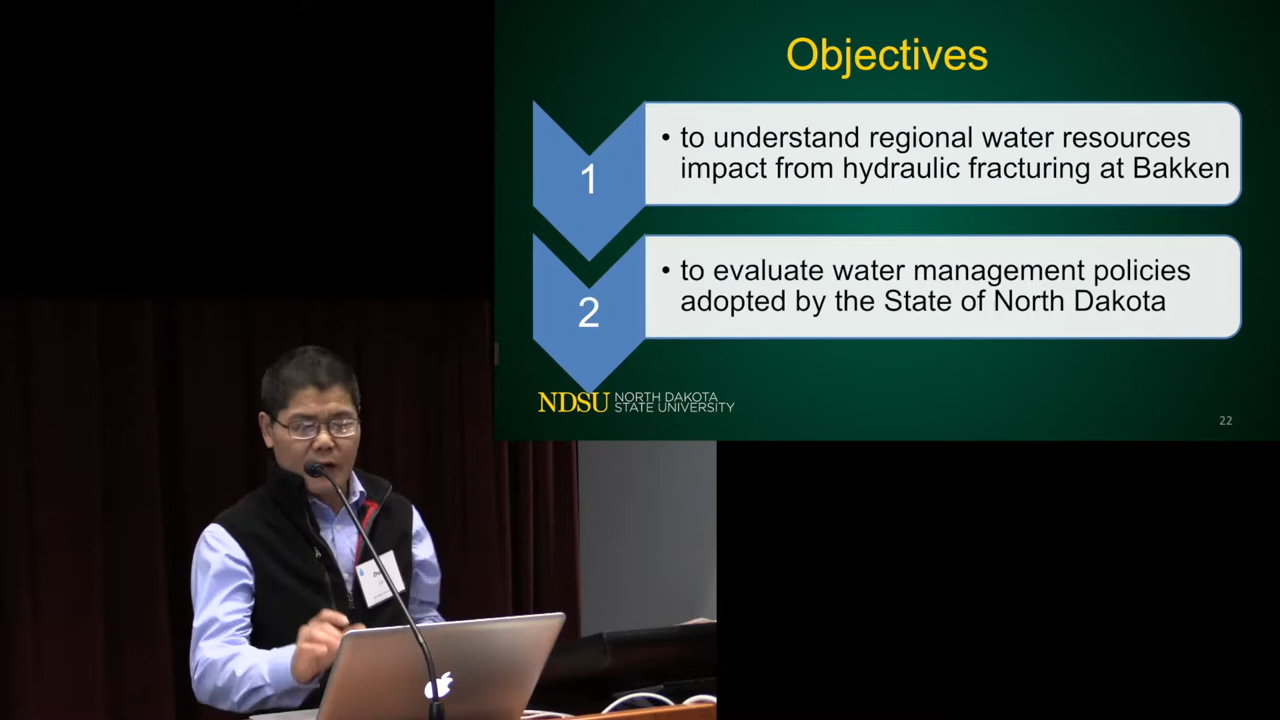 Objectives
1
• to understand regional water resources
impact from hydraulic fracturing at Bakken
2
• to evaluate water management policies
adopted by the State of North Dakota
NDSU NORTH DAKOTA
STATE UNIVERSITY
22